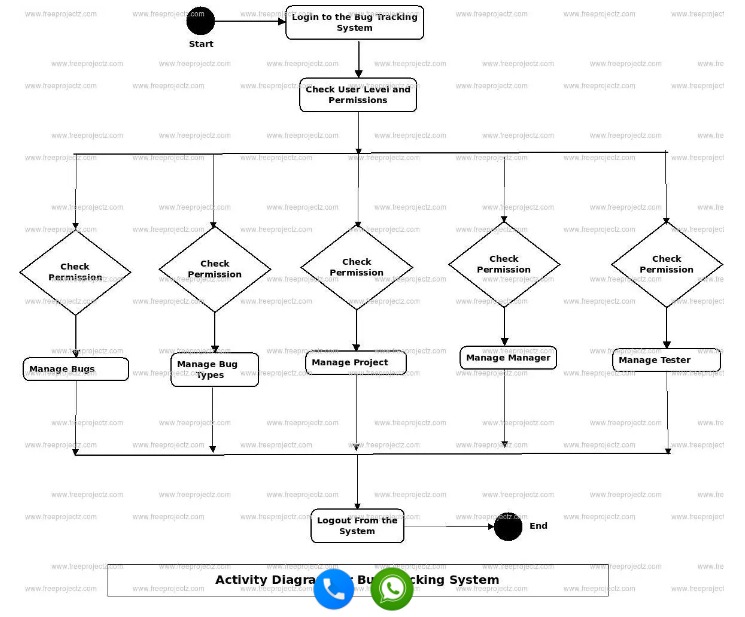 Login to the Bug Tracking
System
Start
Check User Level and
Permissions
Check
Permission
Check
Permission
Check
Permission
Check
Permission
Check
Permission
Manage Bugs
Manage Bug
Types
Manage Project
Manage Manager
Manage Tester
Logout From the
System
End
Activity Diagra Bu cking System
www.freeprojectz.com